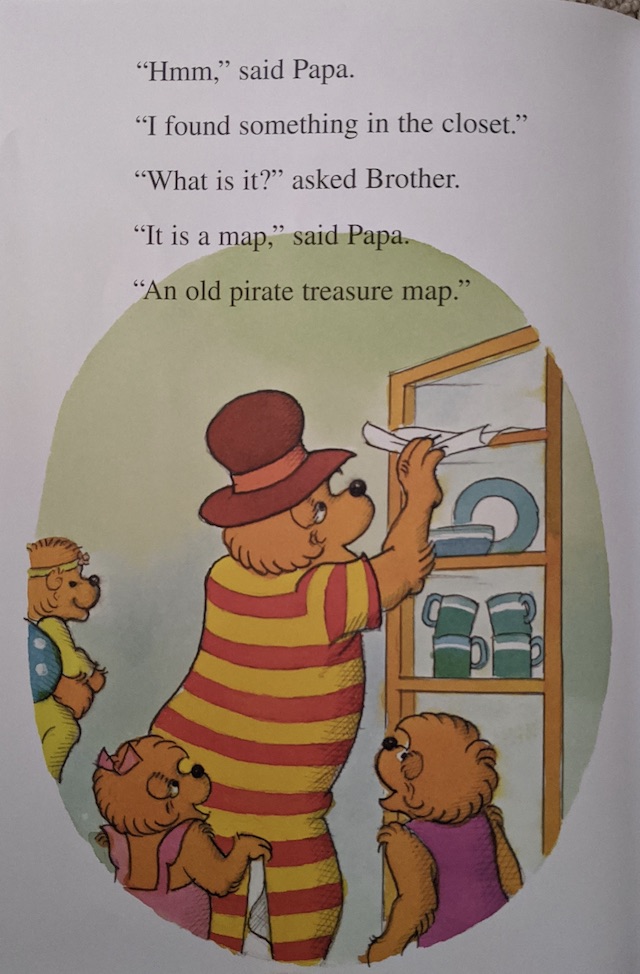 “Hmm,” said Papa.
“I found something in the closet.”
“What is it?” asked Brother.
“It is a map,” said Papa.
“An old pirate treasure map.”